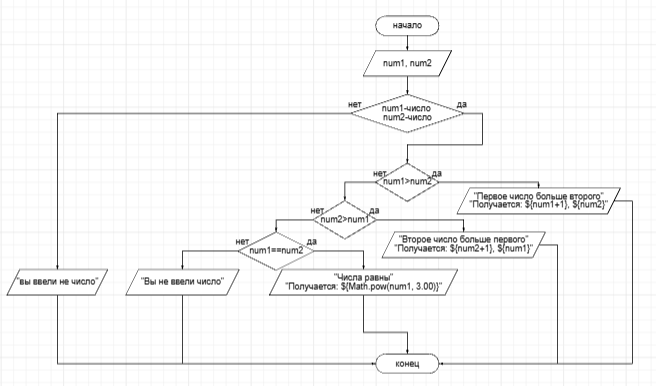 начало
num1, num2
нет
да
num1-число
num2-число
нет
да
num1>num2
"Первое число больше второго"
"Получается: ${num1+1}, ${num2}"
нет
да
num2>num1
"Второе число больше первого"
"Получается: ${num2+1}, ${num1}"
нет
да
num1==num2
"вы ввели не число"
"Вы не ввели число"
"Числа равны"
"Получается: ${Math.pow(num1, 3.00)}"
конец